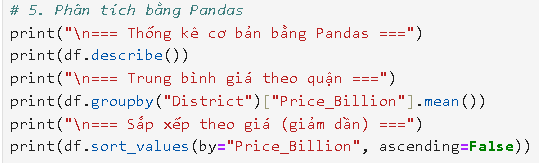 # 5. Phân tích bằng Pandas
print("\n=== Thống kê cơ bản bằng Pandas ===")
print(df.describe())
print("\n=== Trung bình giá theo quận ===")
print(df.groupby("District")["Price_Billion"].mean())
print("\n=== Sắp xếp theo giá (giảm dần) ===")
print(df.sort_values(by="Price_Billion", ascending=False))